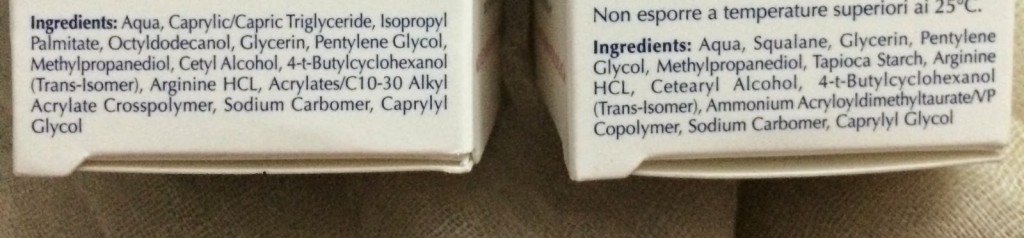 Ingredients: Aqua, Caprylic/Capric Triglyceride, Isopropyl
Palmitate, Octyldodecanol, Glycerin, Pentylene Glycol,
Methylpropanediol, Cetyl Alcohol, 4-t-Butylcyclohexanol
(Trans-Isomer), Arginine HCL, Acrylates/C10-30 Alkyl
Acrylate Crosspolymer, Sodium Carbomer, Caprylyl
Glycol
Non esporre a temperature superiori ai 25°C.
Ingredients: Aqua, Squalane, Glycerin, Pentylene
Glycol, Methylpropanediol, Tapioca Starch, Arginine
HCL, Cetearyl Alcohol, 4-t-Butylcyclohexanol
(Trans-Isomer), Ammonium Acryloyldimethyltaurate/VP
Copolymer, Sodium Carbomer, Caprylyl Glycol